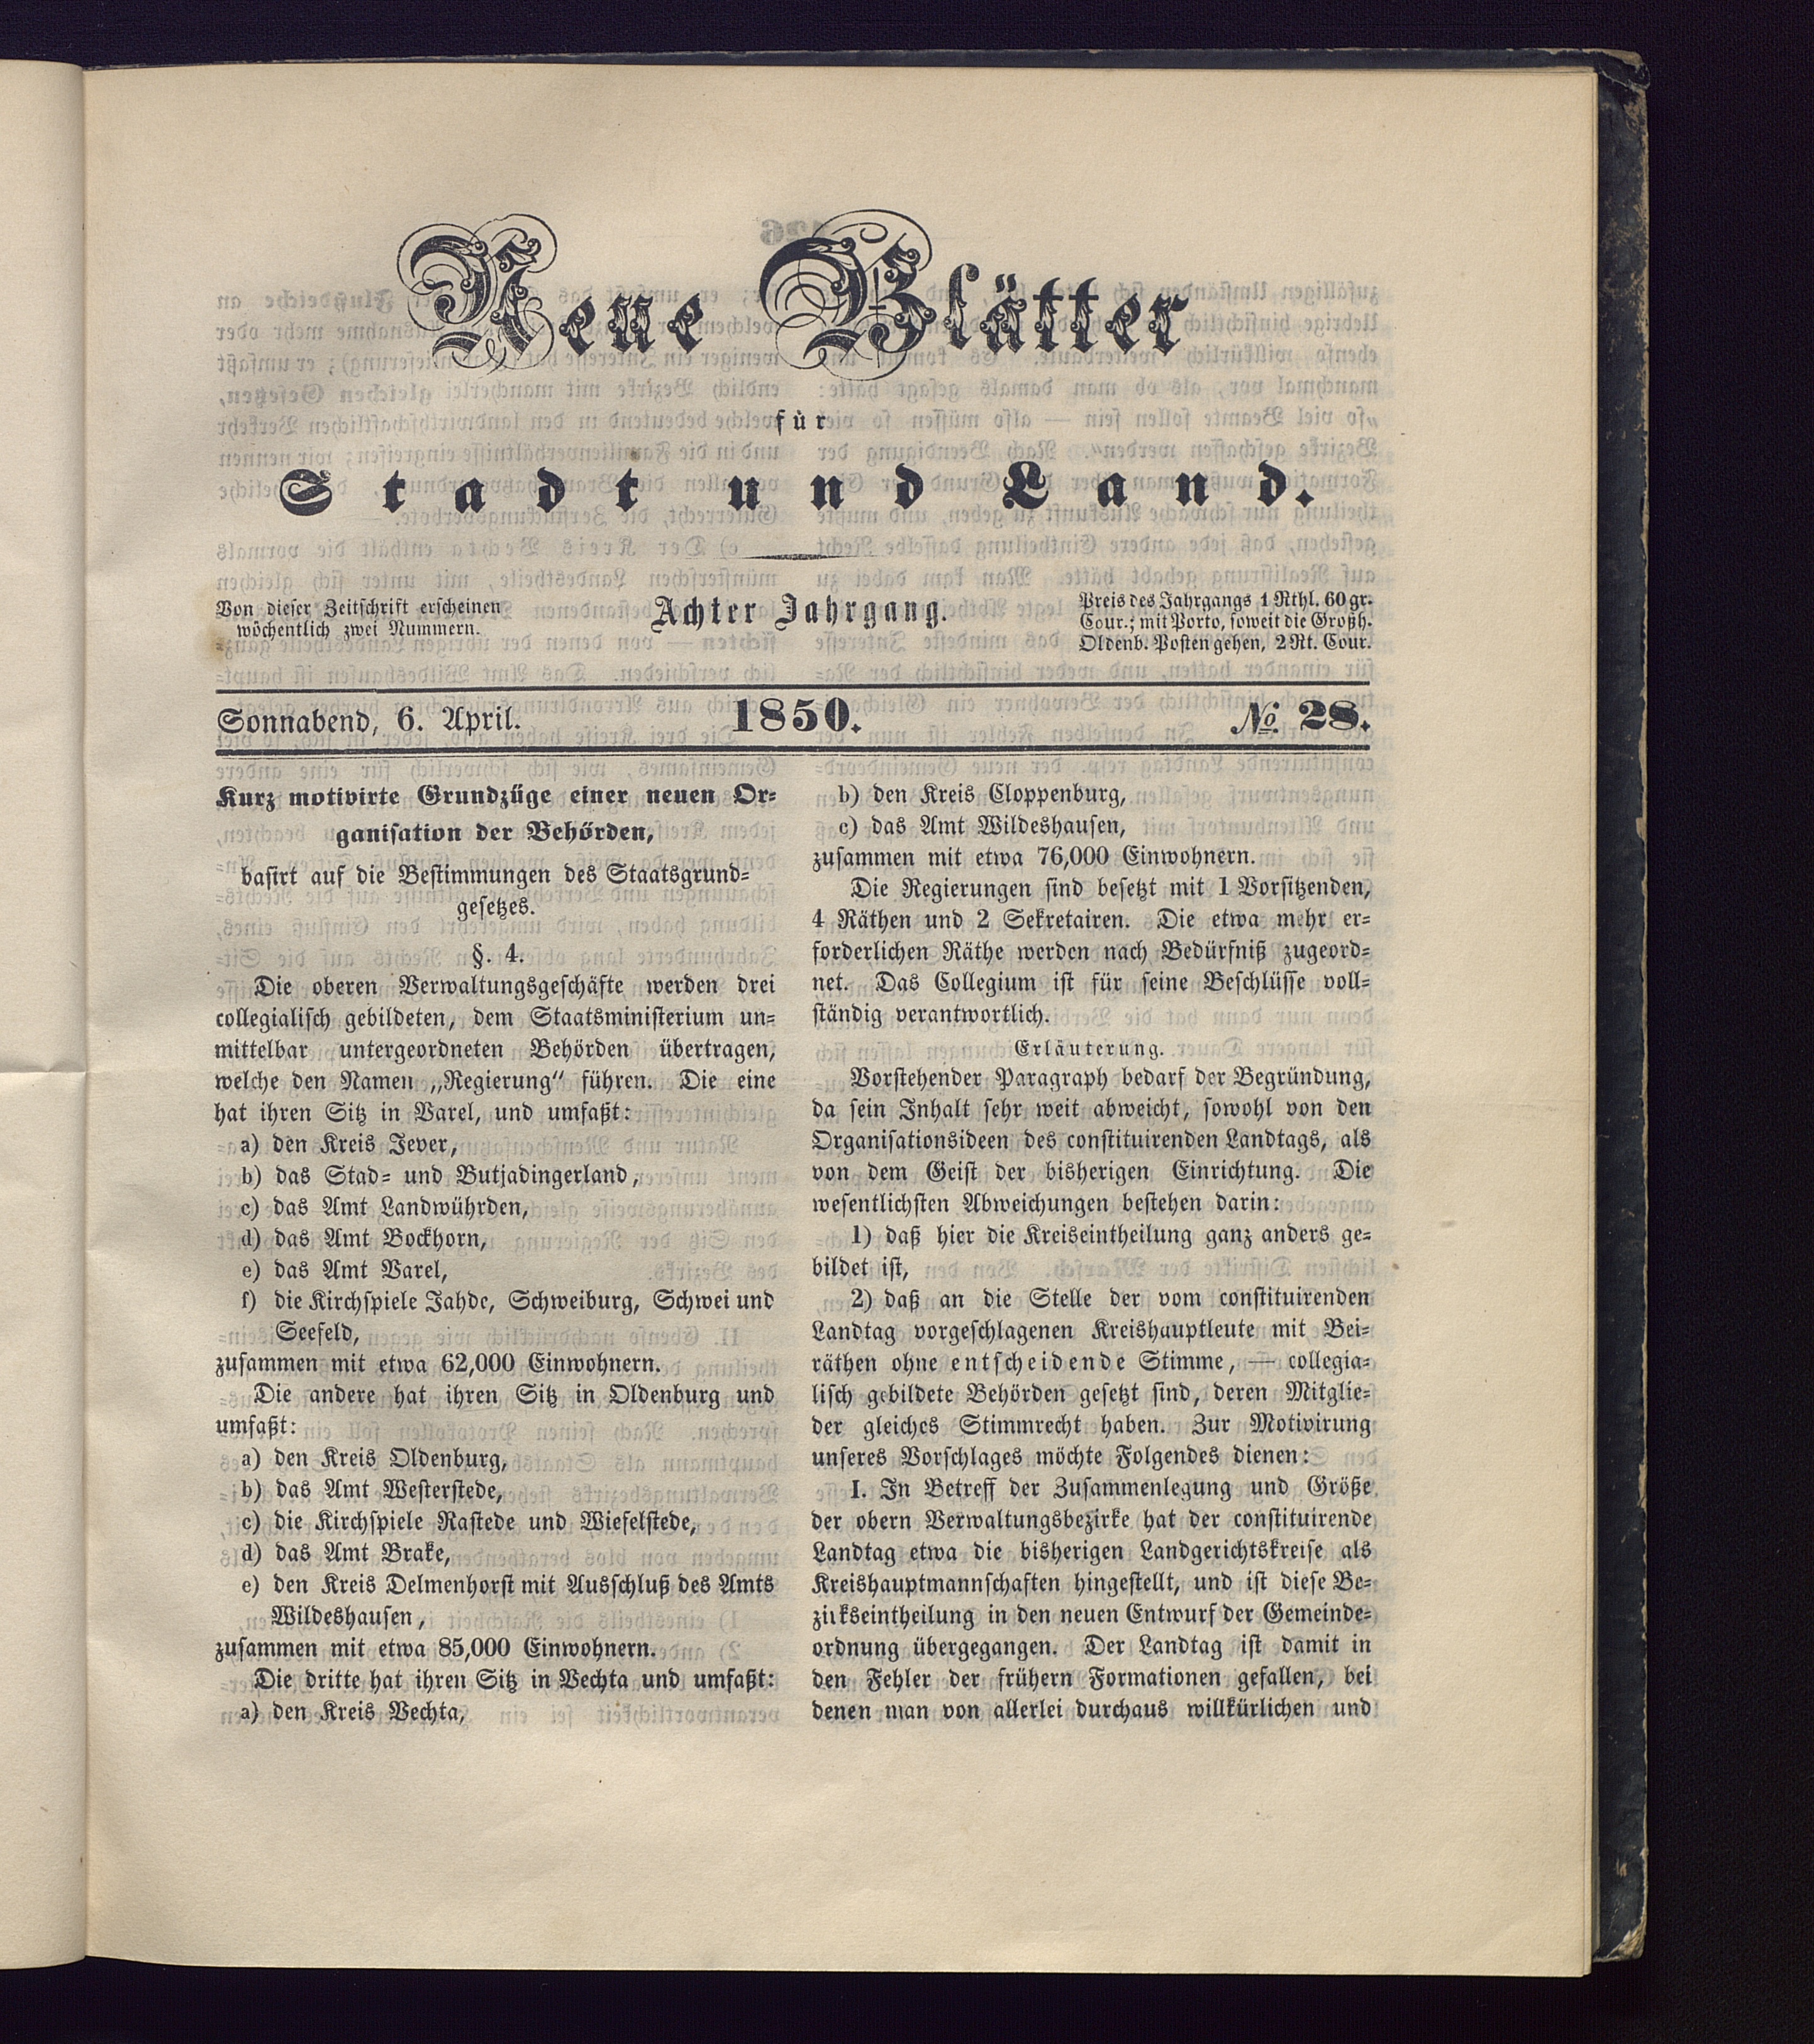 Neue Blätter
für
Stadt und Land.
Von dieser Zeitschrift erscheinen
wöchentlich zwei Nummern.
Achter Jahrgang.
Preis des Jahrgangs 1 Rthl. 60 gr.
Cour.; mit Porto, soweit die Großh.
Oldenb. Posten gehen, 2 Rt. Cour.
Sonnabend, 6. April.
1850.
№ 28.
Kurz motivirte Grundzüge einer neuen Or-
ganisation der Behörden,
basirt auf die Bestimmungen des Staatsgrund-
gesetzes.
§. 4.
Die oberen Verwaltungsgeschäfte werden drei
collegialisch gebildeten, dem Staatsministerium un-
mittelbar untergeordneten Behörden übertragen,
welche den Namen „Regierung“ führen. Die eine
hat ihren Sitz in Varel, und umfaßt:
a) den Kreis Jever,
b) das Stad- und Butjadingerland,
c) das Amt Landwührden,
d) das Amt Bockhorn,
e) das Amt Varel,
f) die Kirchspiele Jahde, Schweiburg, Schwei und
Seefeld,
zusammen mit etwa 62,000 Einwohnern.
Die andere hat ihren Sitz in Oldenburg und
umfaßt:
a) den Kreis Oldenburg,
b) das Amt Westerstede,
c) die Kirchspiele Rastede und Wiefelstede,
d) das Amt Brake,
e) den Kreis Delmenhorst mit Ausschluß des Amts
Wildeshausen,
zusammen mit etwa 85,000 Einwohnern.
Die dritte hat ihren Sitz in Vechta und umfaßt:
a) den Kreis Vechta,
b) den Kreis Cloppenburg,
c) das Amt Wildeshausen,
zusammen mit etwa 76,000 Einwohnern.
Die Regierungen sind besetzt mit 1 Vorsitzenden,
4 Räthen und 2 Sekretairen. Die etwa mehr er-
forderlichen Räthe werden nach Bedürfniß zugeord-
net. Das Collegium ist für seine Beschlüsse voll-
ständig verantwortlich.
Erläuterung.
Vorstehender Paragraph bedarf der Begründung,
da sein Inhalt sehr weit abweicht, sowohl von den
Organisationsideen des constituirenden Landtags, als
von dem Geist der bisherigen Einrichtung. Die
wesentlichsten Abweichungen bestehen darin:
1) daß hier die Kreiseintheilung ganz anders ge-
bildet ist,
2) daß an die Stelle der vom constituirenden
Landtag vorgeschlagenen Kreishauptleute mit Bei-
räthen ohne entscheidende Stimme, — collegia-
lisch gebildete Behörden gesetzt sind, deren Mitglie-
der gleiches Stimmrecht haben. Zur Motivirung
unseres Vorschlages möchte Folgendes dienen:
I. In Betreff der Zusammenlegung und Größe
der obern Verwaltungsbezirke hat der constituirende
Landtag etwa die bisherigen Landgerichtskreise als
Kreishauptmannschaften hingestellt, und ist diese Be-
zirkseintheilung in den neuen Entwurf der Gemeinde-
ordnung übergegangen. Der Landtag ist damit in
den Fehler der frühern Formationen gefallen, bei
denen man von allerlei durchaus willkürlichen und